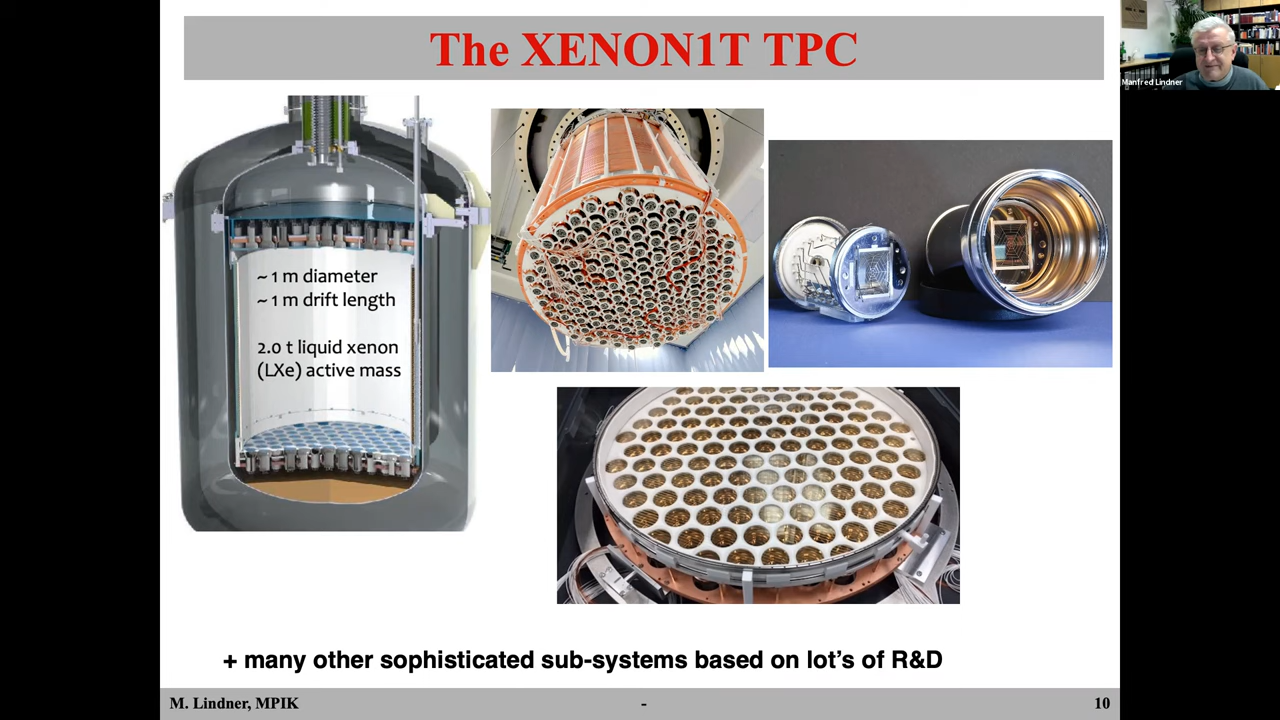 The XENON1T TPC
Manfred Lindner
~ 1 m diameter
~ 1 m drift length
2.0 t liquid xenon
(LXe) active mass
+ many other sophisticated sub-systems based on lot's of R&D
M. Lindner, MPIK
-
10